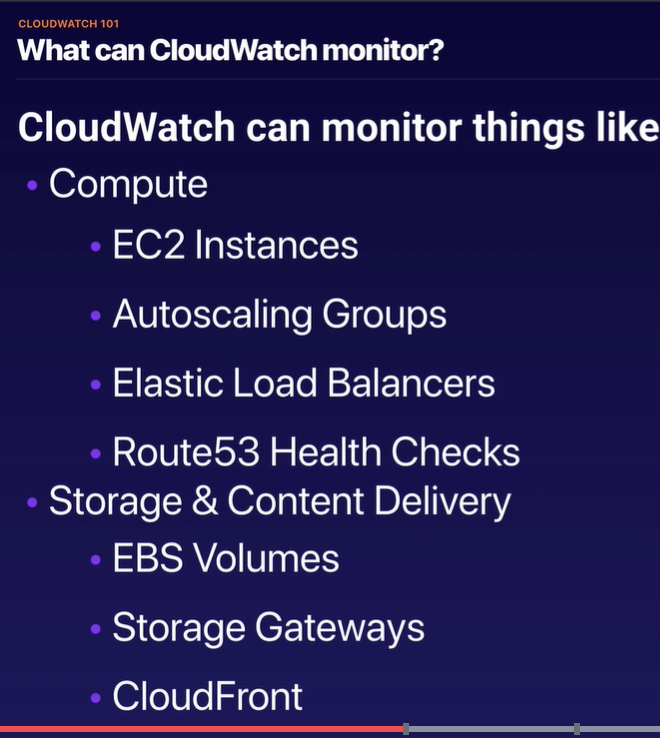 CLOUDWATCH 101
What can CloudWatch monitor?
CloudWatch can monitor things like
• Compute
• EC2 Instances
• Autoscaling Groups
• Elastic Load Balancers
• Route53 Health Checks
• Storage & Content Delivery
• EBS Volumes
• Storage Gateways
• CloudFront